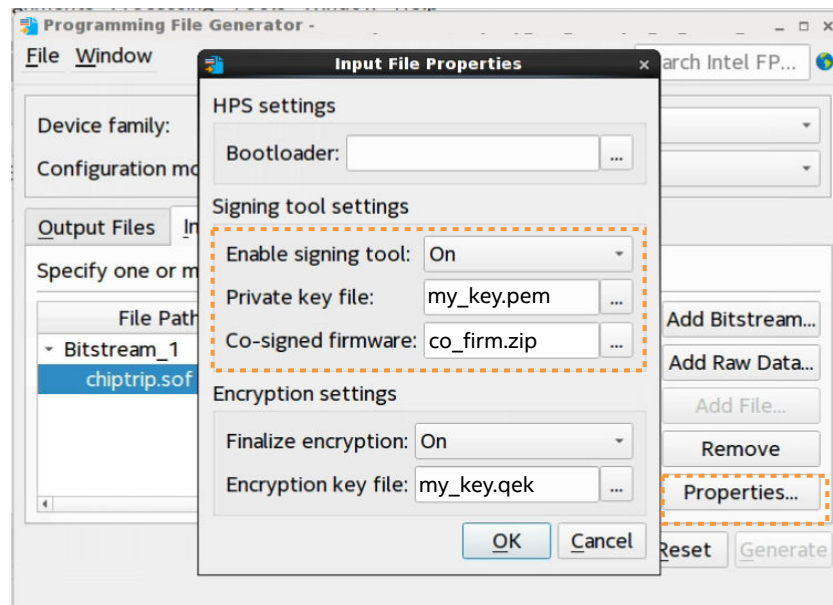 Programming File Generator -
File Window
arch Intel FP...
Device family:
Configuration mo
Output Files In
Specify one or m
File Path
Bitstream_1
chiptrip.sof
Add Bitstream...
Add Raw Data...
Add File...
Remove
Properties...
Reset Generate
Input File Properties
HPS settings
Bootloader: ...
Signing tool settings
Enable signing tool: On
Private key file: my_key.pem ...
Co-signed firmware: co_firm.zip ...
Encryption settings
Finalize encryption: On
Encryption key file: my_key.qek ...
OK Cancel